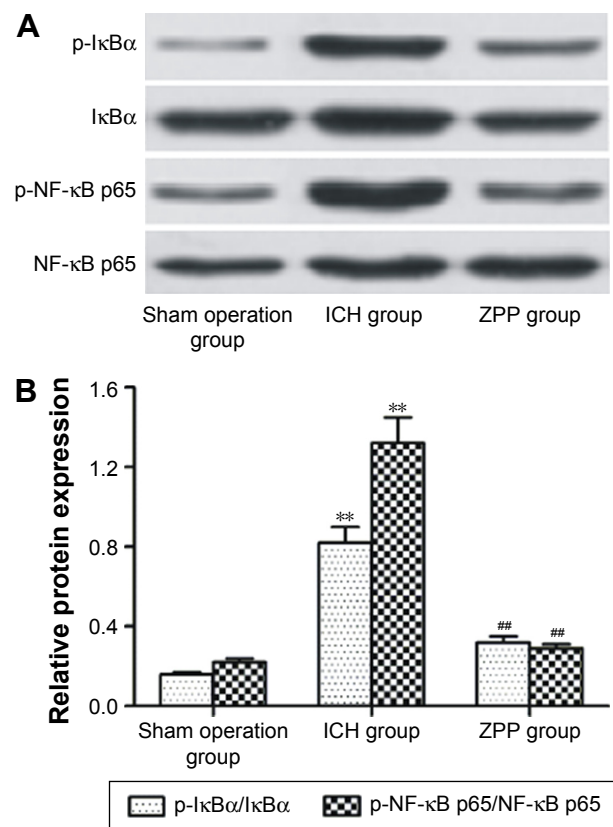 A
p-IκBα
IκBα
p-NF-κB p65
NF-κB p65
Sham operation group
ICH group
ZPP group
B
Relative protein expression
1.6
1.2
0.8
0.4
0.0
**
**
##
##
Sham operation group
ICH group
ZPP group
p-IκBα/IκBα
p-NF-κB p65/NF-κB p65